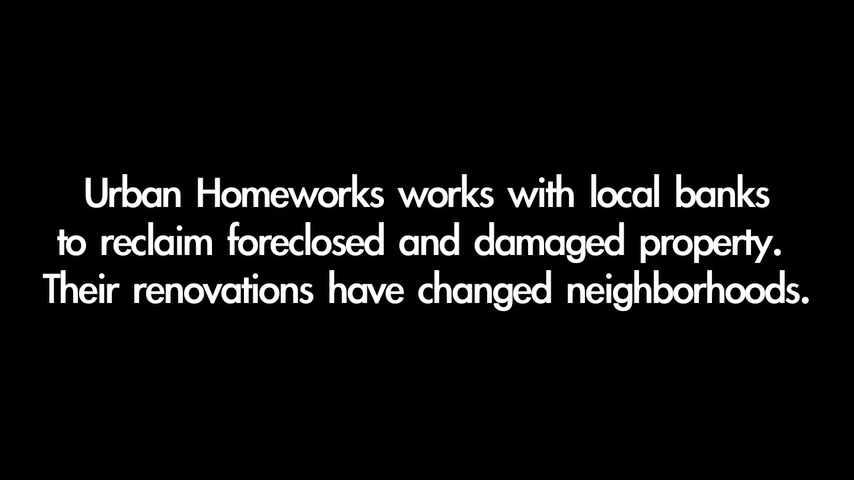 Urban Homeworks works with local banks
to reclaim foreclosed and damaged property.
Their renovations have changed neighborhoods.